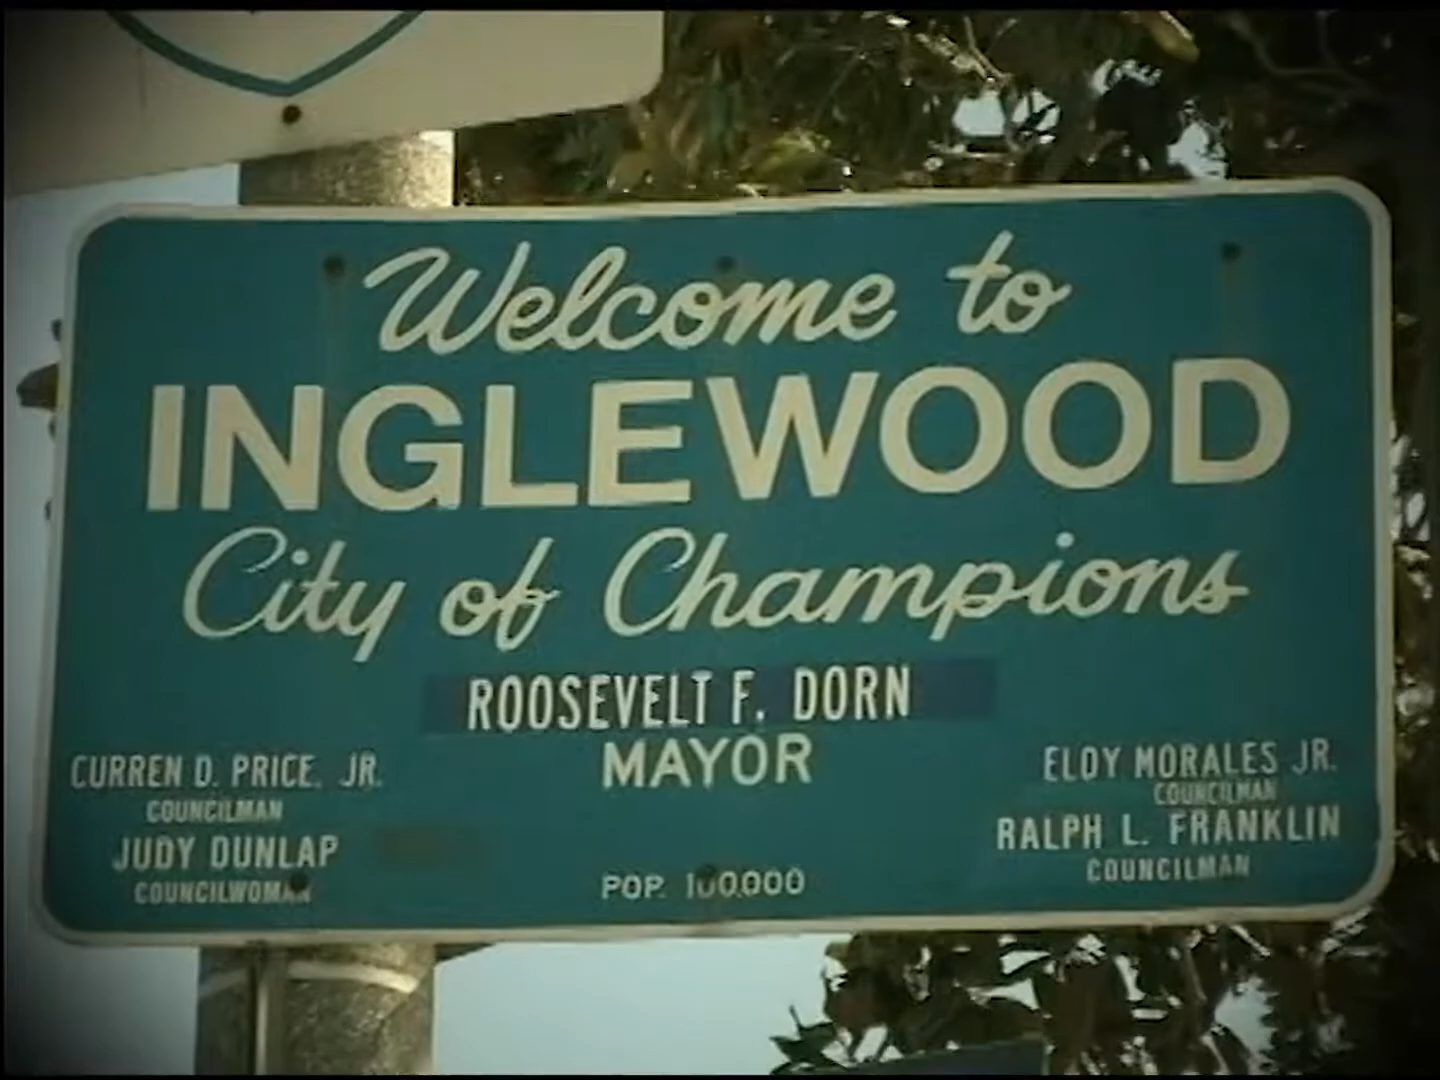 Welcome to
INGLEWOOD
City of Champions
ROOSEVELT F. DORN
MAYOR
CURREN D. PRICE, JR.
COUNCILMAN
JUDY DUNLAP
COUNCILWOMAN
POP. 100,000
ELOY MORALES JR.
COUNCILMAN
RALPH L. FRANKLIN
COUNCILMAN